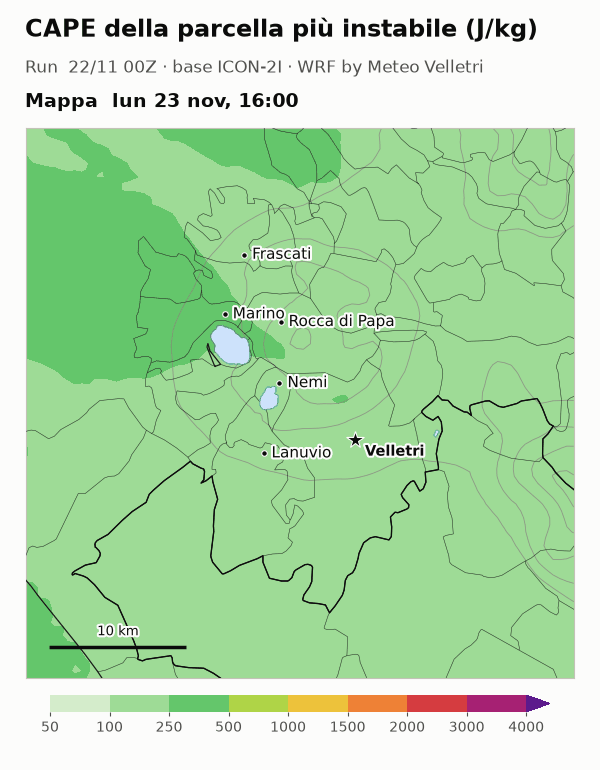 CAPE della parcella più instabile (J/kg)
Run  22/11 00Z · base ICON-2I · WRF by Meteo Velletri
Mappa  lun 23 nov, 16:00
Frascati
Marino
Rocca di Papa
Nemi
Velletri
Lanuvio
10 km
50 100 250 500 1000 1500 2000 3000 4000